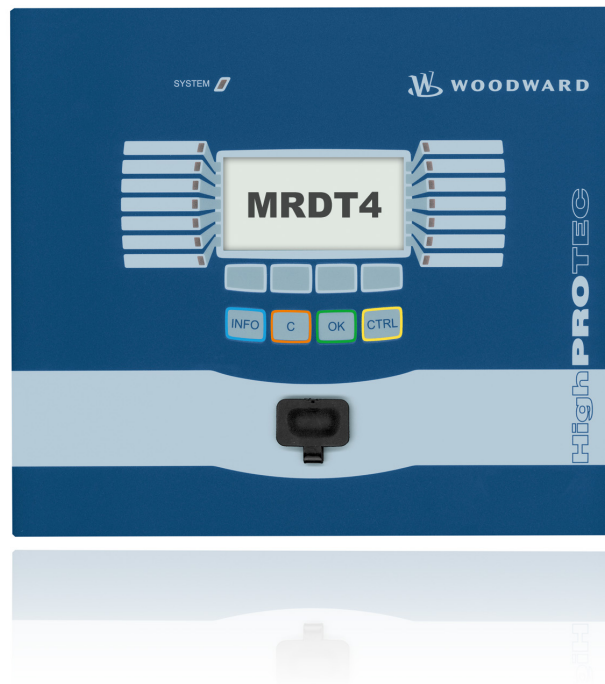 SYSTEM
WOODWARD
MRDT4
INFO
C
OK
CTRL
HighPROTEC